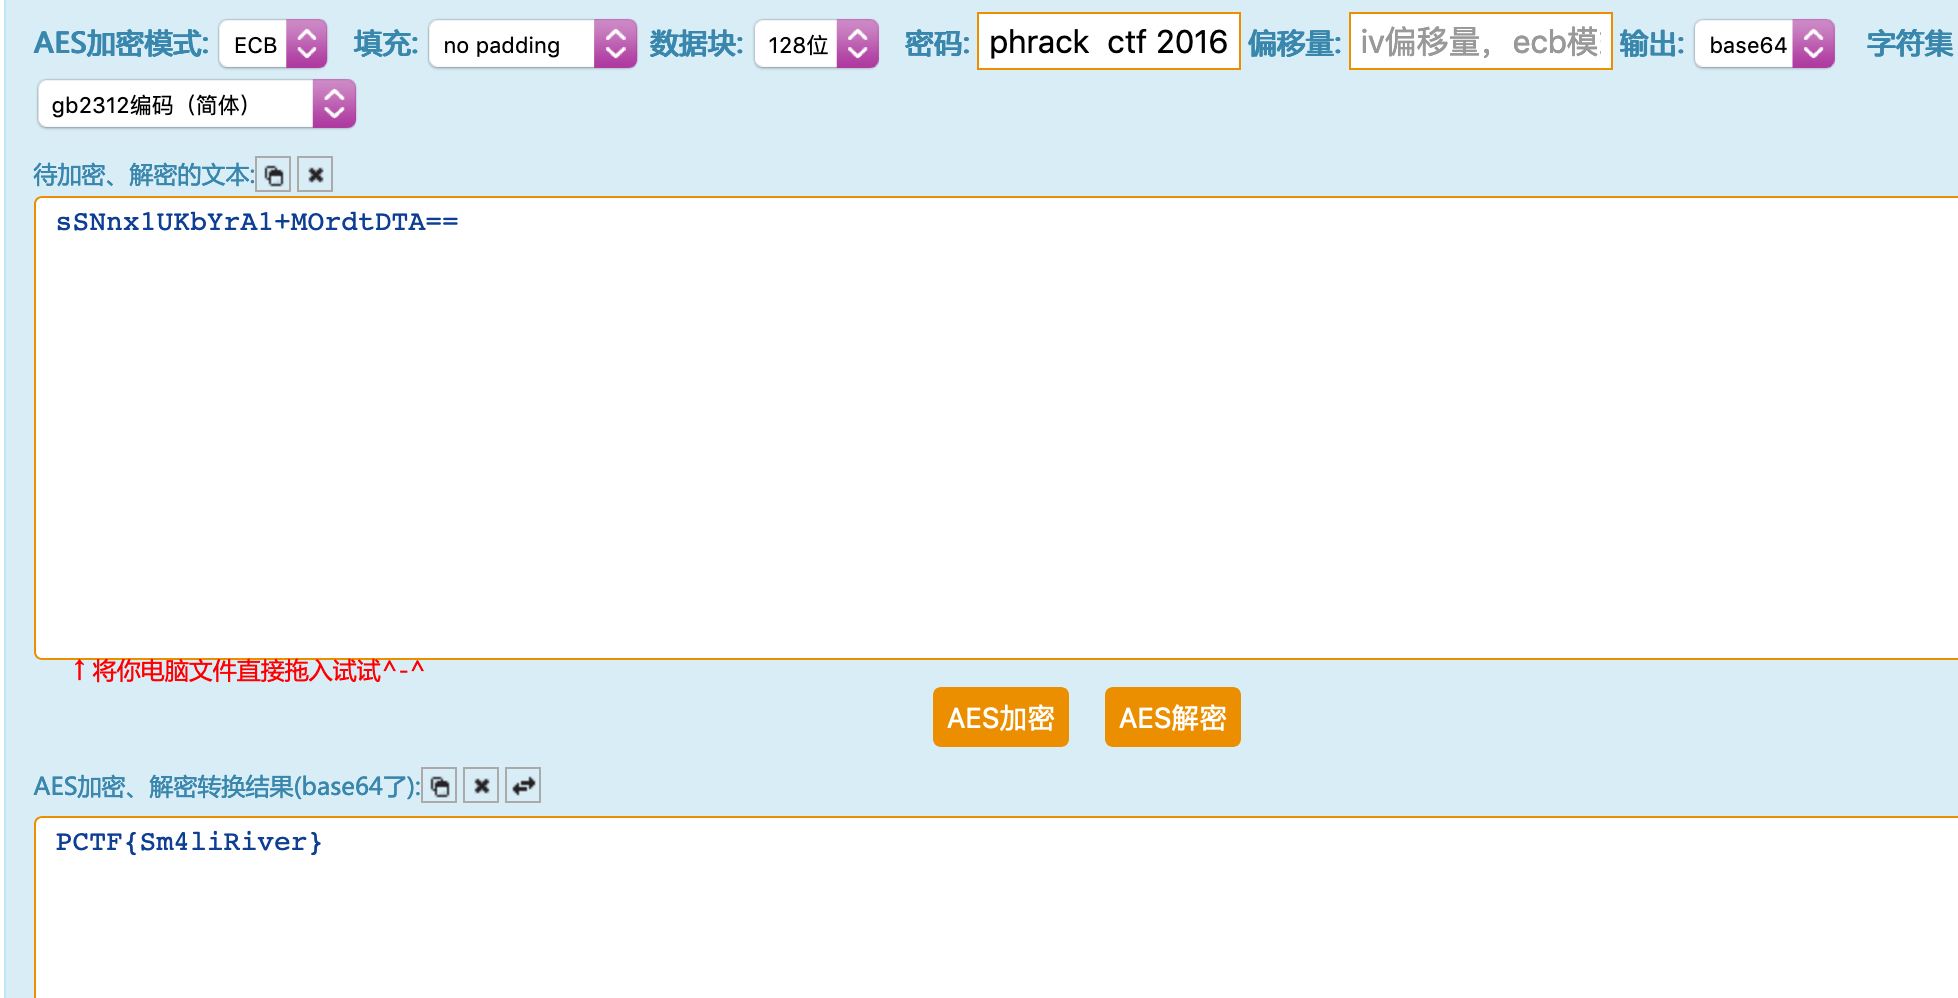 AES加密模式: ECB 填充: no padding 数据块: 128位 密码: phrack  ctf 2016 偏移量: iv偏移量，ecb模 输出: base64 字符集
gb2312编码（简体）
待加密、解密的文本:
sSNnx1UKbYrA1+MOrdtDTA==
↑将你电脑文件直接拖入试试^-^
AES加密 AES解密
AES加密、解密转换结果(base64了):
PCTF{Sm4liRiver}